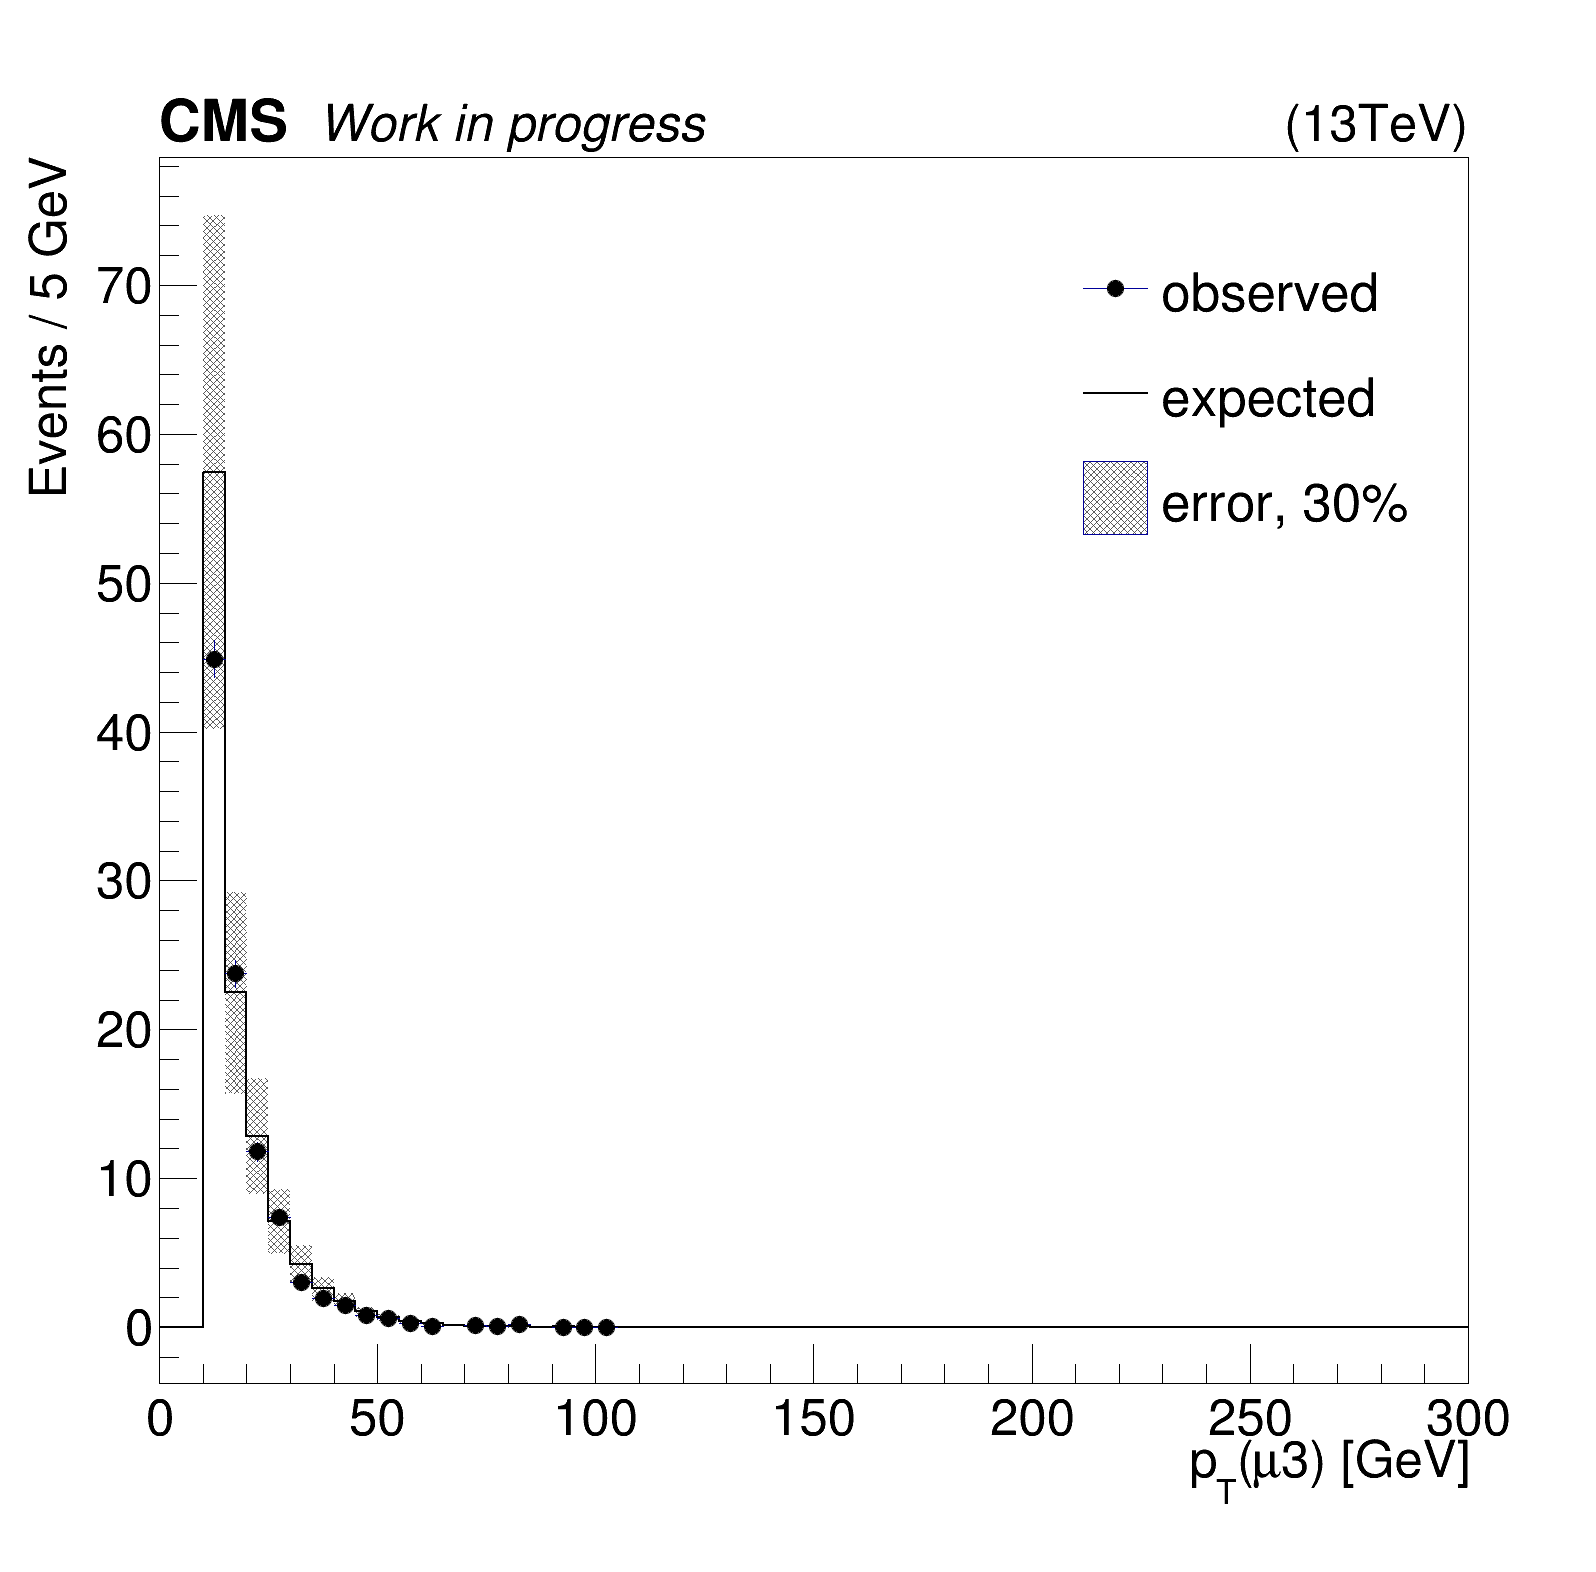 CMS Work in progress (13TeV)
Events / 5 GeV
70
60
50
40
30
20
10
0
observed
expected
error, 30%
0 50 100 150 200 250 300
pT(μ3) [GeV]